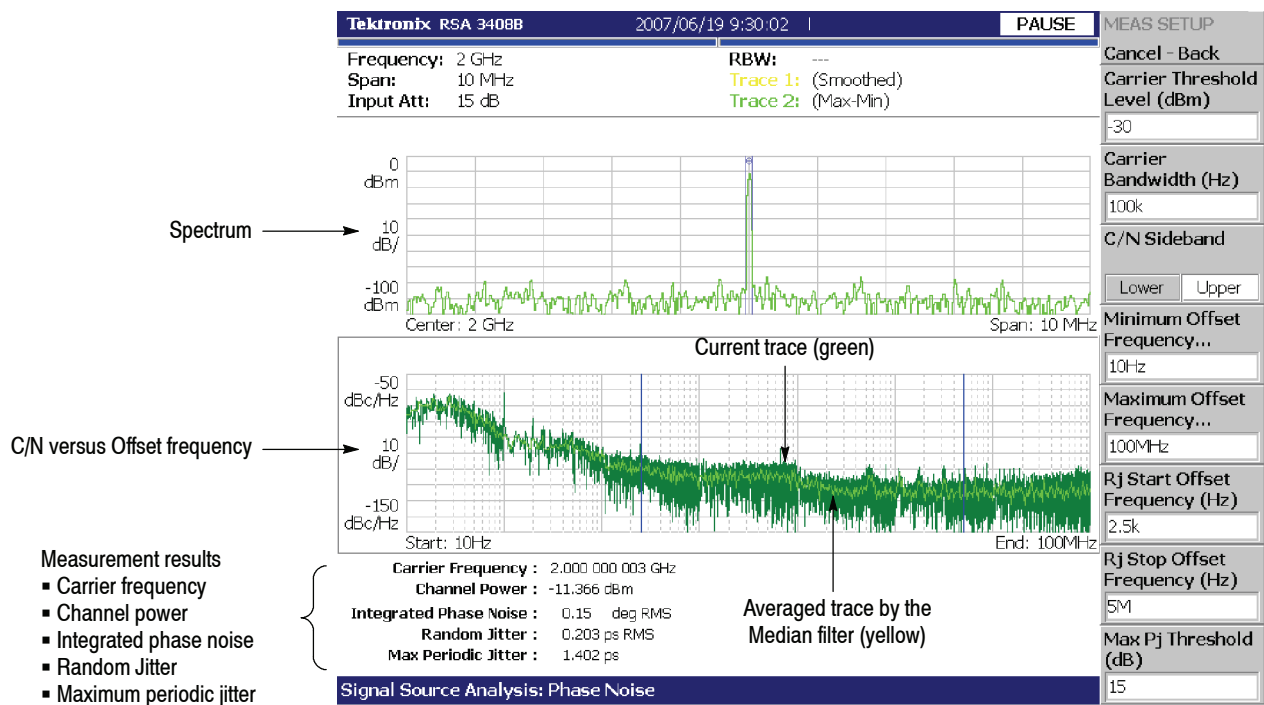 Tektronix RSA 3408B 2007/06/19 9:30:02 | PAUSE
Frequency: 2 GHz
Span: 10 MHz
Input Att: 15 dB
RBW: ---
Trace 1: (Smoothed)
Trace 2: (Max-Min)
0
dBm
10
dB/
-100
dBm
Center: 2 GHz
Span: 10 MHz
Spectrum
Current trace (green)
-50
dBc/Hz
10
dB/
-150
dBc/Hz
Start: 10Hz
End: 100MHz
C/N versus Offset frequency
Averaged trace by the
Median filter (yellow)
Measurement results
▪ Carrier frequency
▪ Channel power
▪ Integrated phase noise
▪ Random Jitter
▪ Maximum periodic jitter
Carrier Frequency : 2.000 000 003 GHz
Channel Power : -11.366 dBm
Integrated Phase Noise : 0.15 deg RMS
Random Jitter : 0.203 ps RMS
Max Periodic Jitter : 1.402 ps
Signal Source Analysis: Phase Noise
MEAS SETUP
Cancel - Back
Carrier Threshold
Level (dBm)
-30
Carrier
Bandwidth (Hz)
100k
C/N Sideband
Lower Upper
Minimum Offset
Frequency...
10Hz
Maximum Offset
Frequency...
100MHz
Rj Start Offset
Frequency (Hz)
2.5k
Rj Stop Offset
Frequency (Hz)
5M
Max Pj Threshold
(dB)
15